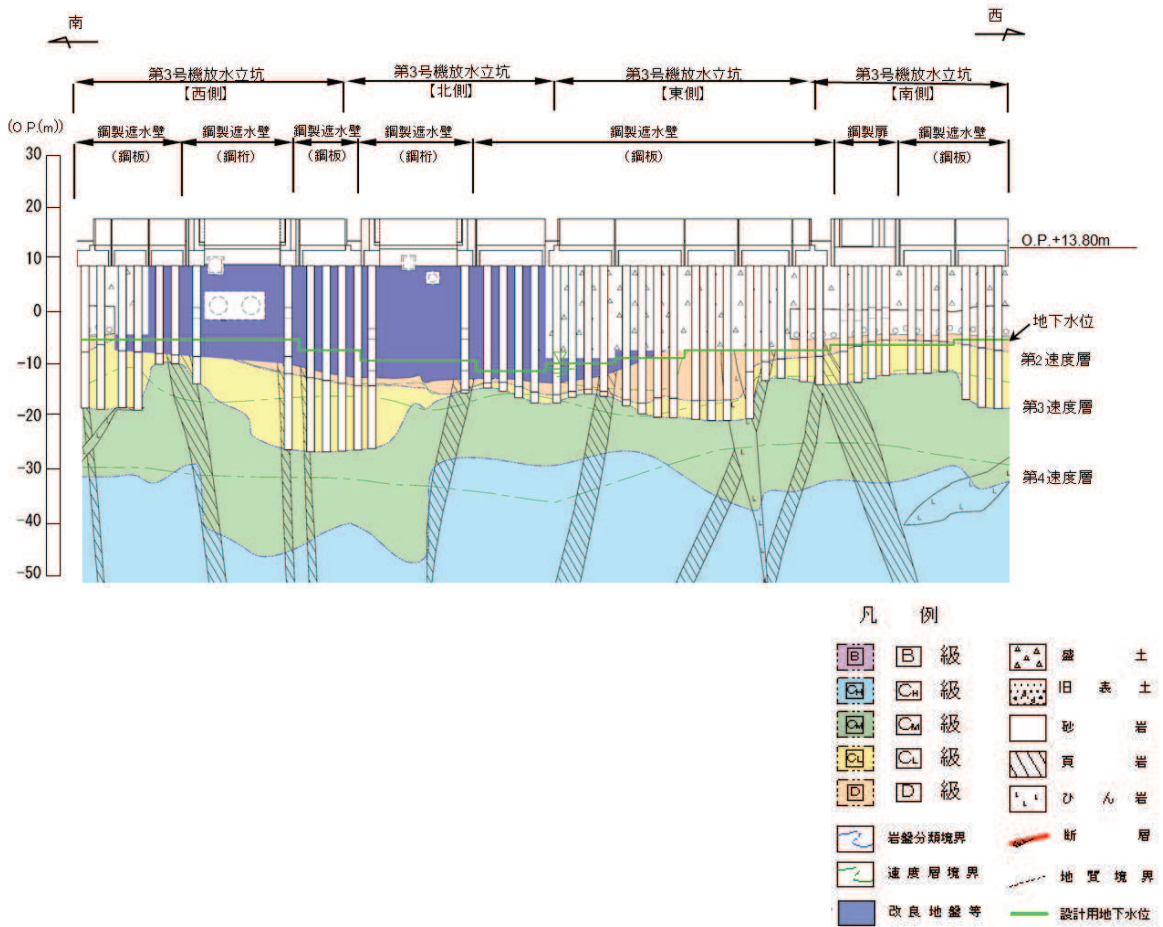 南
西
第3号機放水立坑
【西側】
第3号機放水立坑
【北側】
第3号機放水立坑
【東側】
第3号機放水立坑
【南側】
(O.P.(m))
鋼製遮水壁
(鋼板)
鋼製遮水壁
(鋼桁)
鋼製遮水壁
(鋼板)
鋼製遮水壁
(鋼桁)
鋼製遮水壁
(鋼板)
鋼製扉
鋼製遮水壁
(鋼板)
30
20
10
0
-10
-20
-30
-40
-50
O.P.+13.80m
地下水位
第2速度層
第3速度層
第4速度層
凡 例
B B 級
CH CH 級
CM CM 級
CL CL 級
D D 級
岩盤分類境界
速度層境界
改良地盤等
盛土
旧表土
砂岩
頁岩
ひん岩
断層
地質境界
設計用地下水位